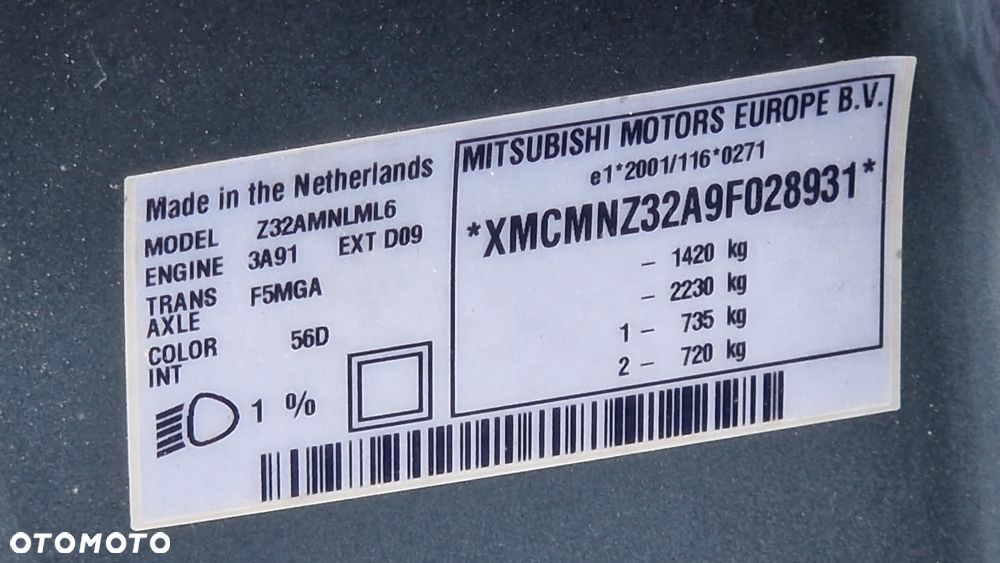 Made in the Netherlands
MODEL Z32AMNLML6
ENGINE 3A91 EXT D09
TRANS F5MGA
AXLE
COLOR 56D
INT
1 %
MITSUBISHI MOTORS EUROPE B.V.
e1*2001/116*0271
*XMCMNZ32A9F028931*
- 1420 kg
- 2230 kg
1 - 735 kg
2 - 720 kg
OTOMOTO